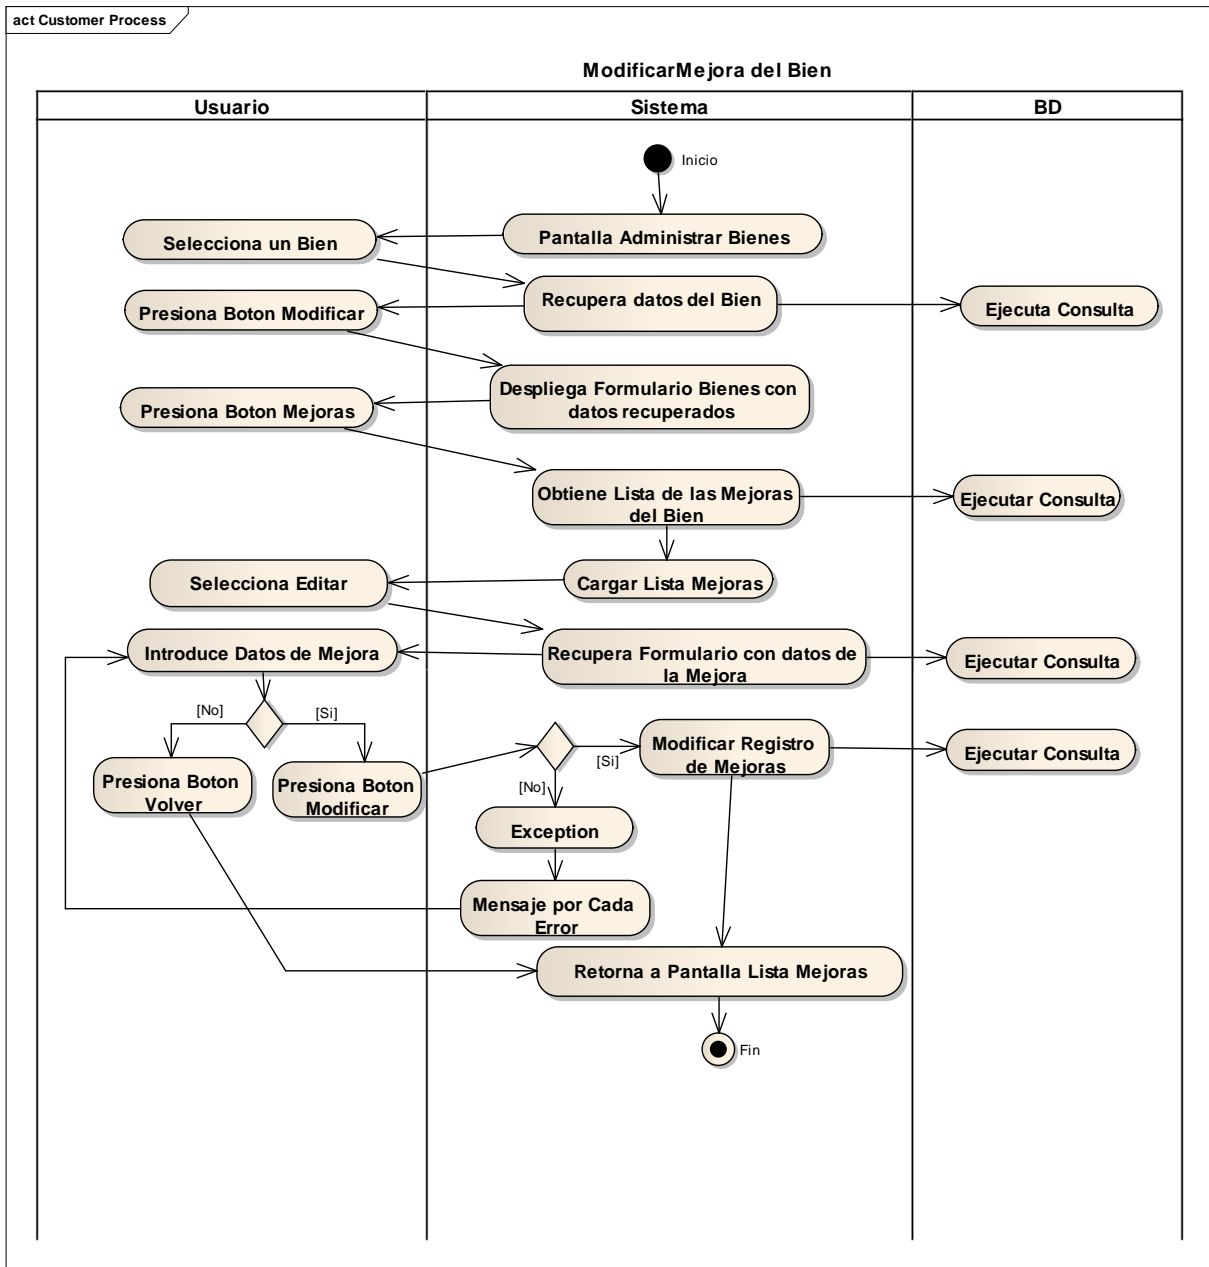 act Customer Process
ModificarMejora del Bien
Usuario
Sistema
BD
Inicio
Pantalla Administrar Bienes
Selecciona un Bien
Recupera datos del Bien
Presiona Boton Modificar
Ejecuta Consulta
Despliega Formulario Bienes con
datos recuperados
Presiona Boton Mejoras
Obtiene Lista de las Mejoras
del Bien
Ejecutar Consulta
Cargar Lista Mejoras
Selecciona Editar
Recupera Formulario con datos de
la Mejora
Introduce Datos de Mejora
Ejecutar Consulta
[No]
[Si]
Presiona Boton
Volver
Presiona Boton
Modificar
[Si]
[No]
Modificar Registro
de Mejoras
Ejecutar Consulta
Exception
Mensaje por Cada
Error
Retorna a Pantalla Lista Mejoras
Fin